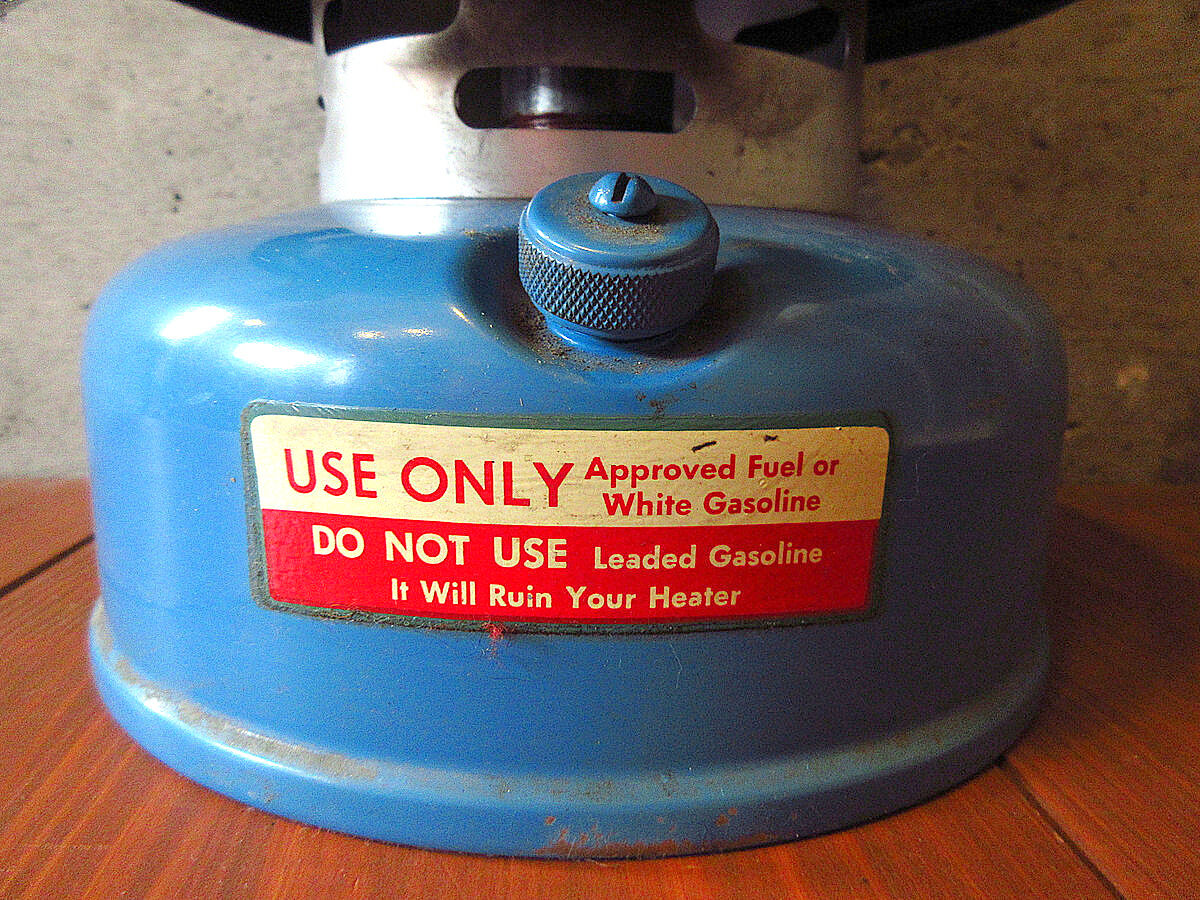 USE ONLY Approved Fuel or
White Gasoline
DO NOT USE Leaded Gasoline
It Will Ruin Your Heater